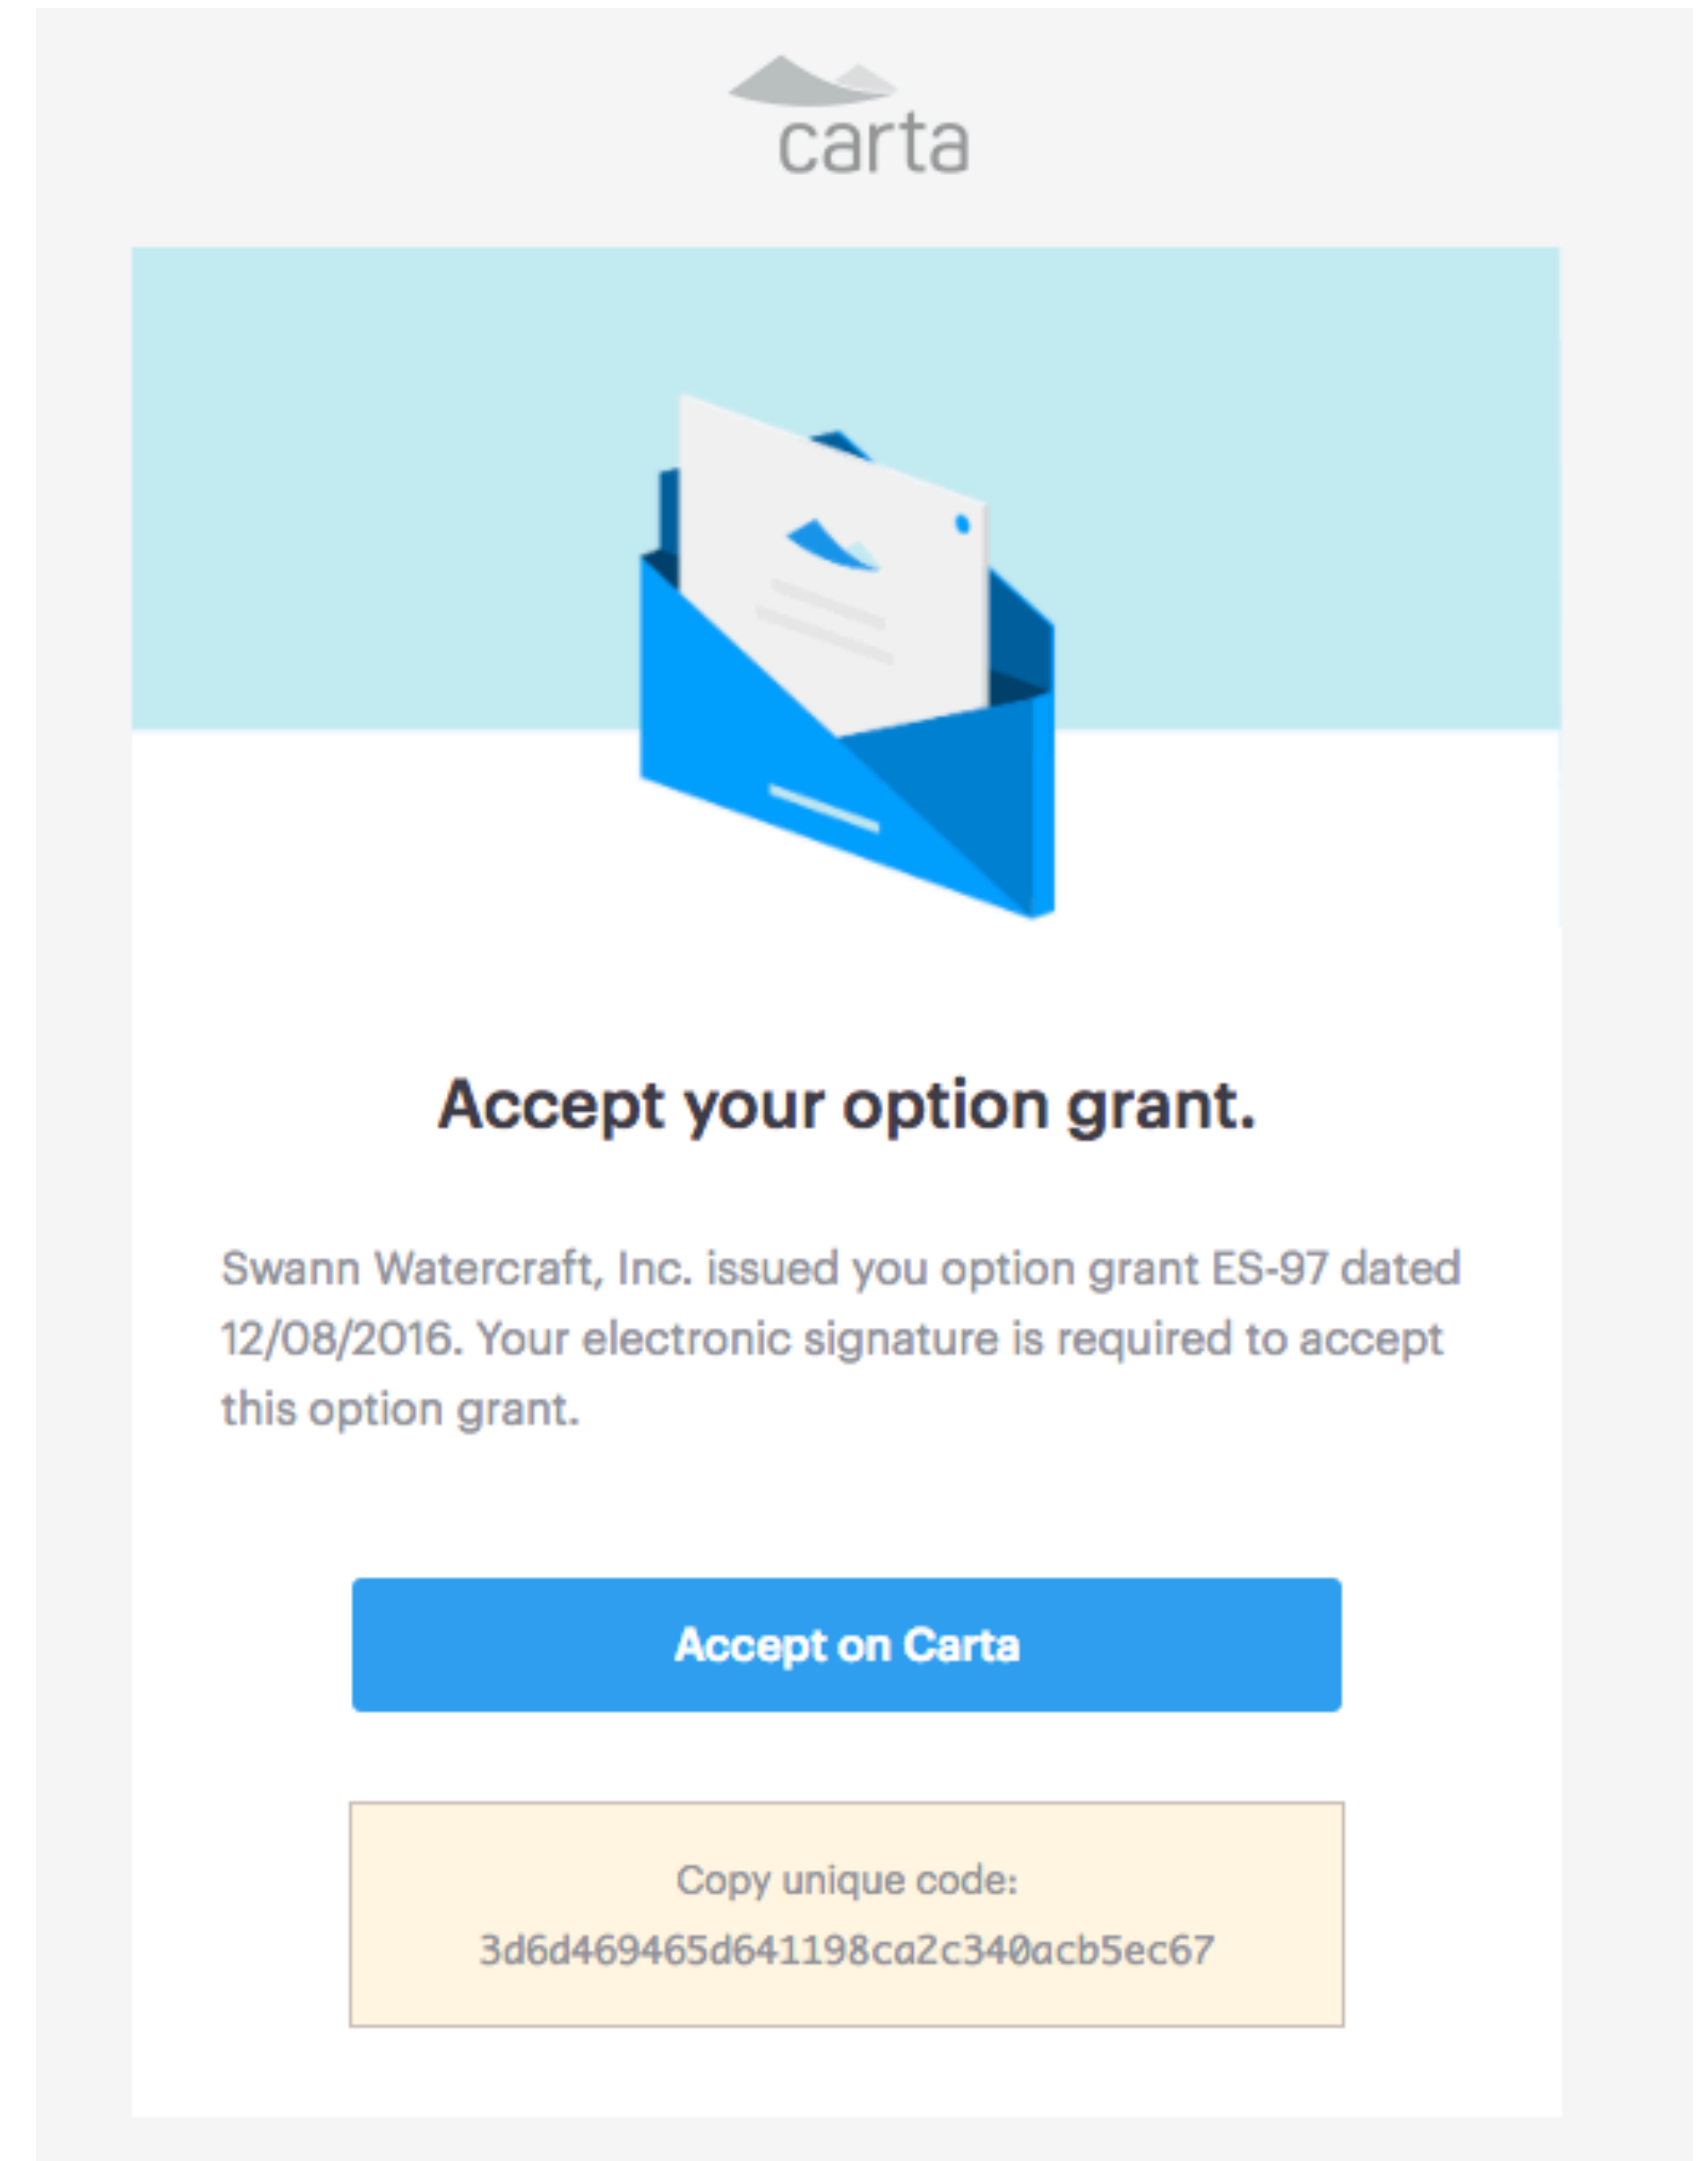 carta
Accept your option grant.
Swann Watercraft, Inc. issued you option grant ES-97 dated
12/08/2016. Your electronic signature is required to accept
this option grant.
Accept on Carta
Copy unique code:
3d6d469465d641198ca2c340acb5ec67